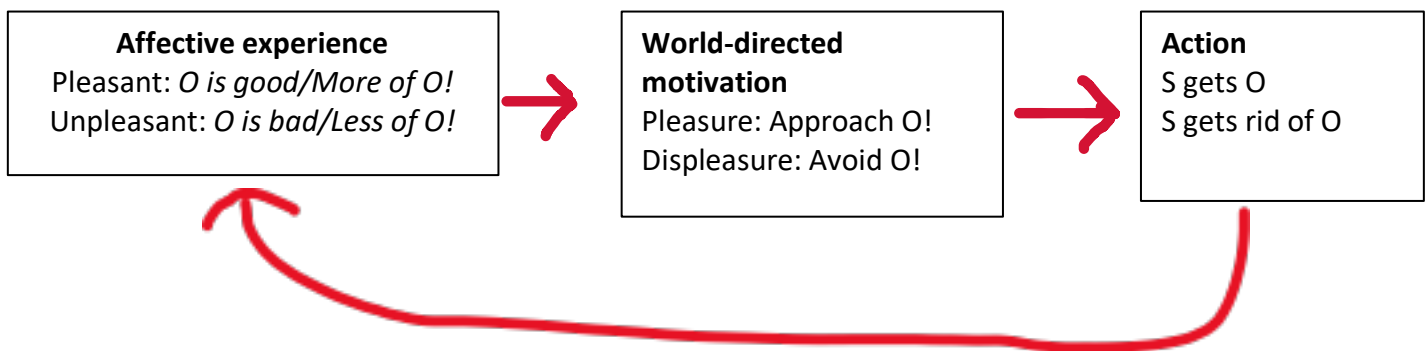 Affective experience
Pleasant: O is good/More of O!
Unpleasant: O is bad/Less of O!
World-directed
motivation
Pleasure: Approach O!
Displeasure: Avoid O!
Action
S gets O
S gets rid of O